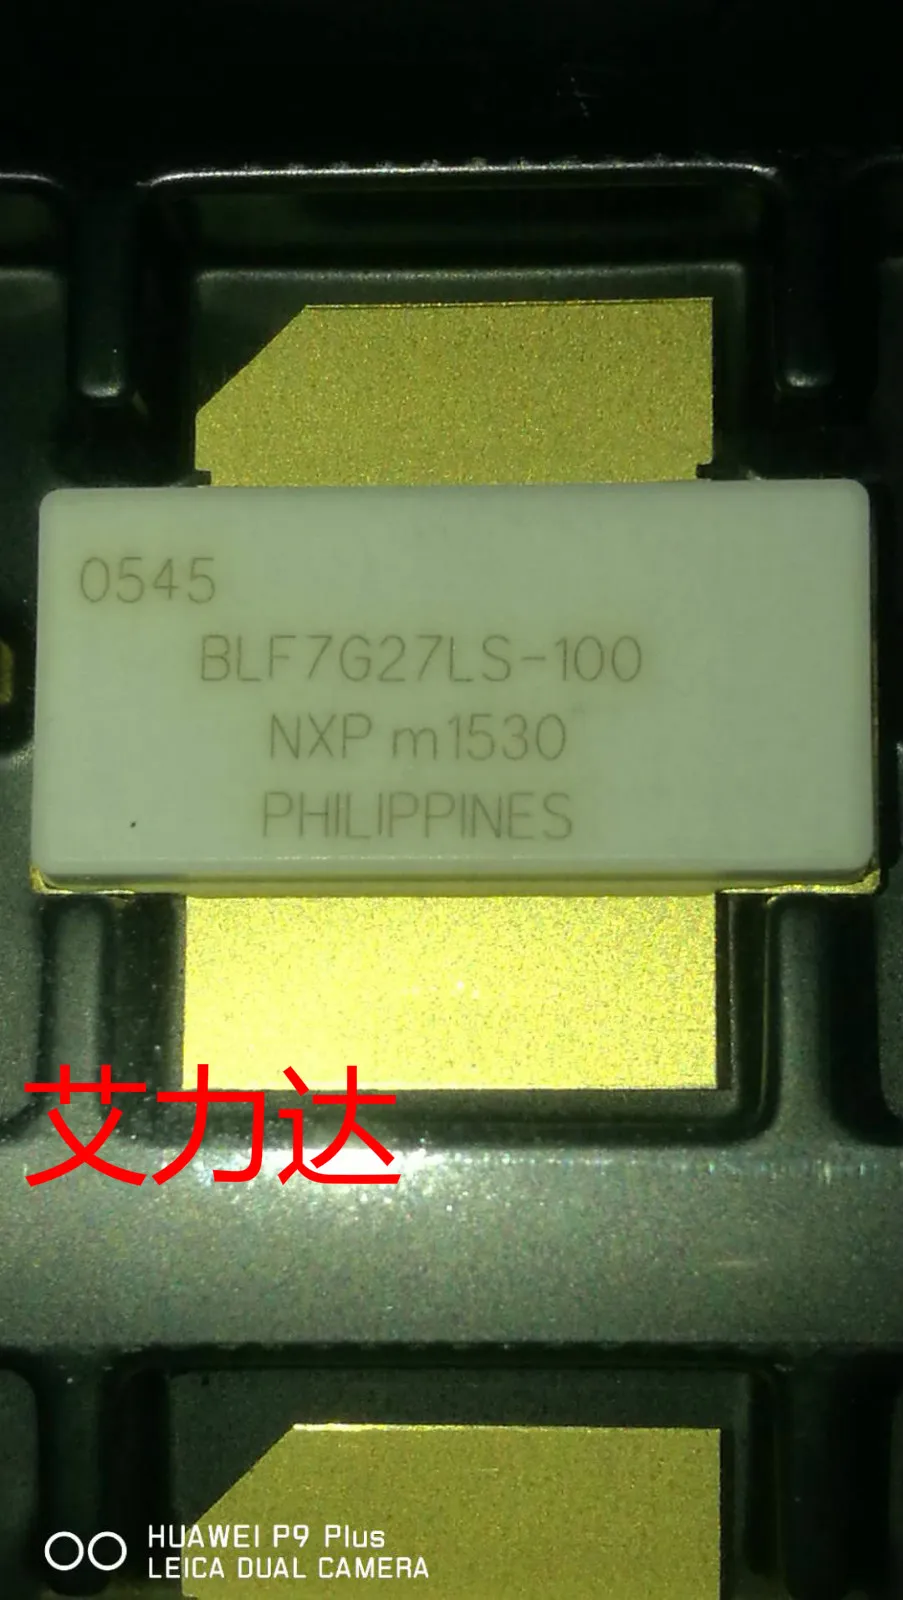 0545
BLF7G27LS-100
NXP m1530
PHILIPPINES
艾力达
HUAWEI P9 Plus
LEICA DUAL CAMERA